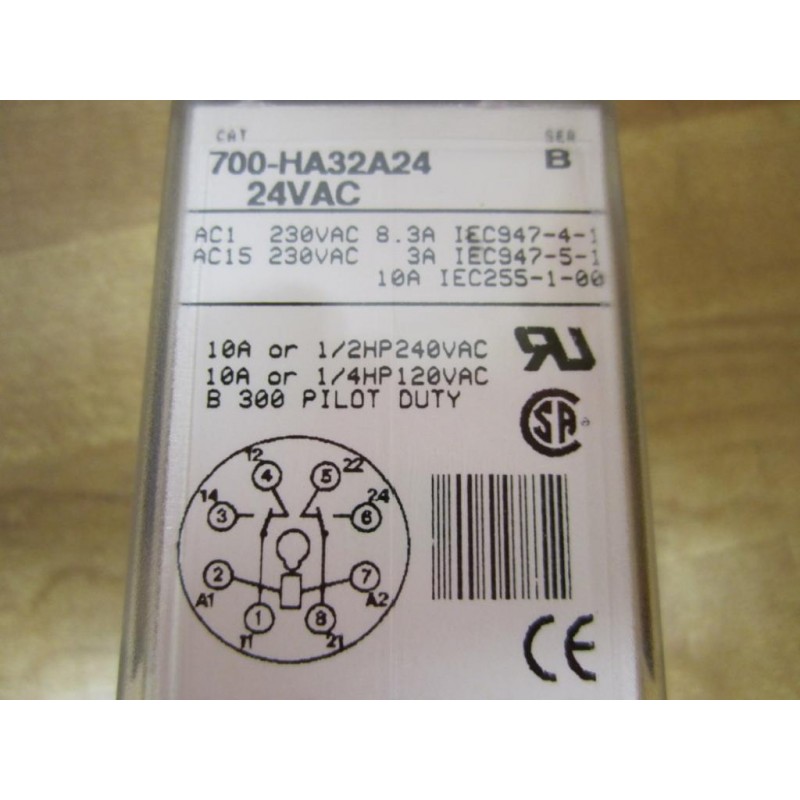 CAT SER
700-HA32A24 B
24VAC
AC1 230VAC 8.3A IEC947-4-1
AC15 230VAC 3A IEC947-5-1
10A IEC255-1-00
10A or 1/2HP240VAC
10A or 1/4HP120VAC
B 300 PILOT DUTY
RU
SA
12 22
4 5
14 24
3 6
2 7
A1 A2
1 8
11 21
CE